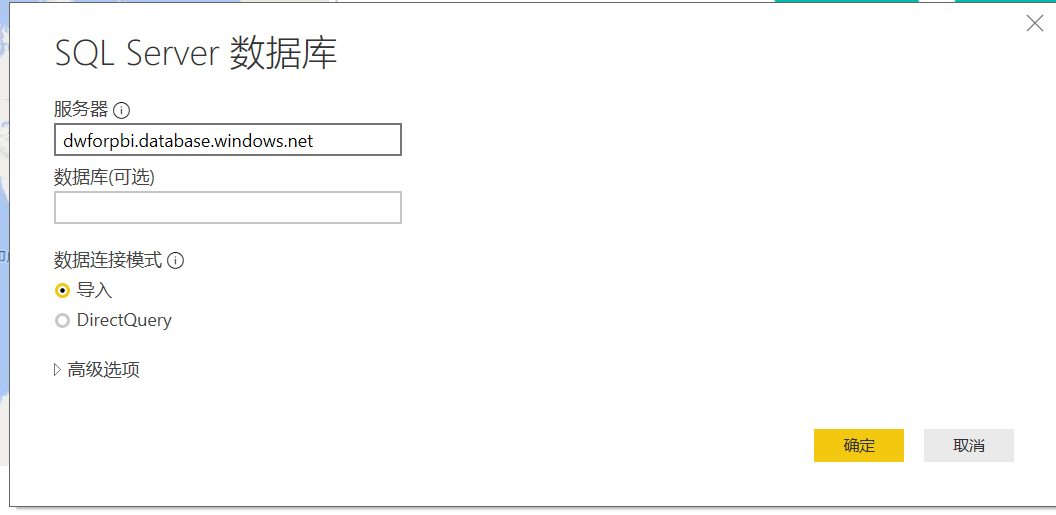 SQL Server 数据库
服务器
dwforpbi.database.windows.net
数据库(可选)
数据连接模式
导入
DirectQuery
高级选项
确定 取消